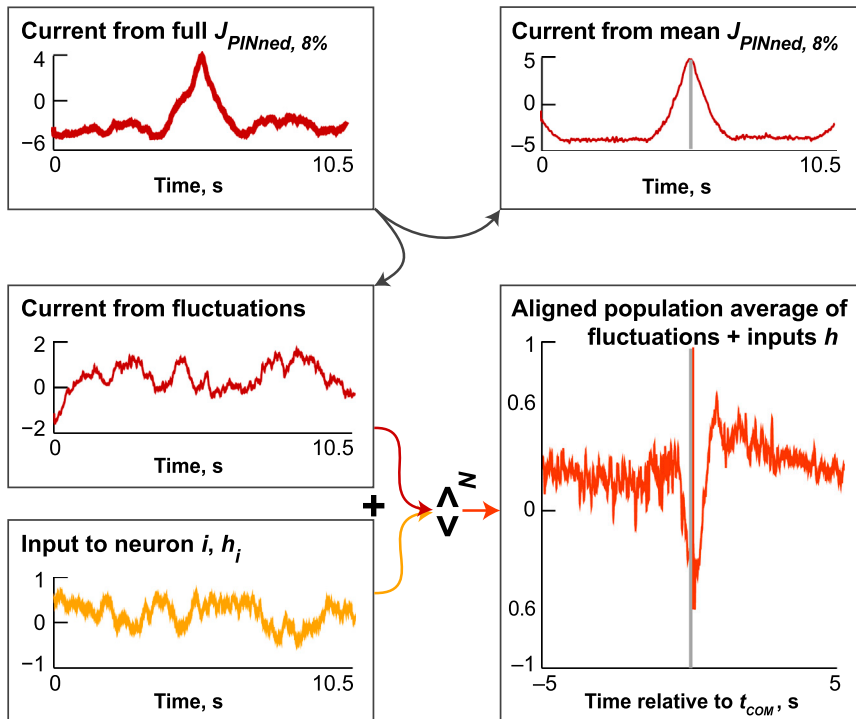 Current from full J_PINned, 8%
4
0
−6
0
10.5
Time, s
Current from mean J_PINned, 8%
5
0
−5
0
10.5
Time, s
Current from fluctuations
2
0
−2
0
10.5
Time, s
Input to neuron i, h_i
1
0
−1
0
10.5
Time, s
+
< >_N
Aligned population average of
fluctuations + inputs h
1
0.6
0
0.6
−1
−5
5
Time relative to t_COM, s